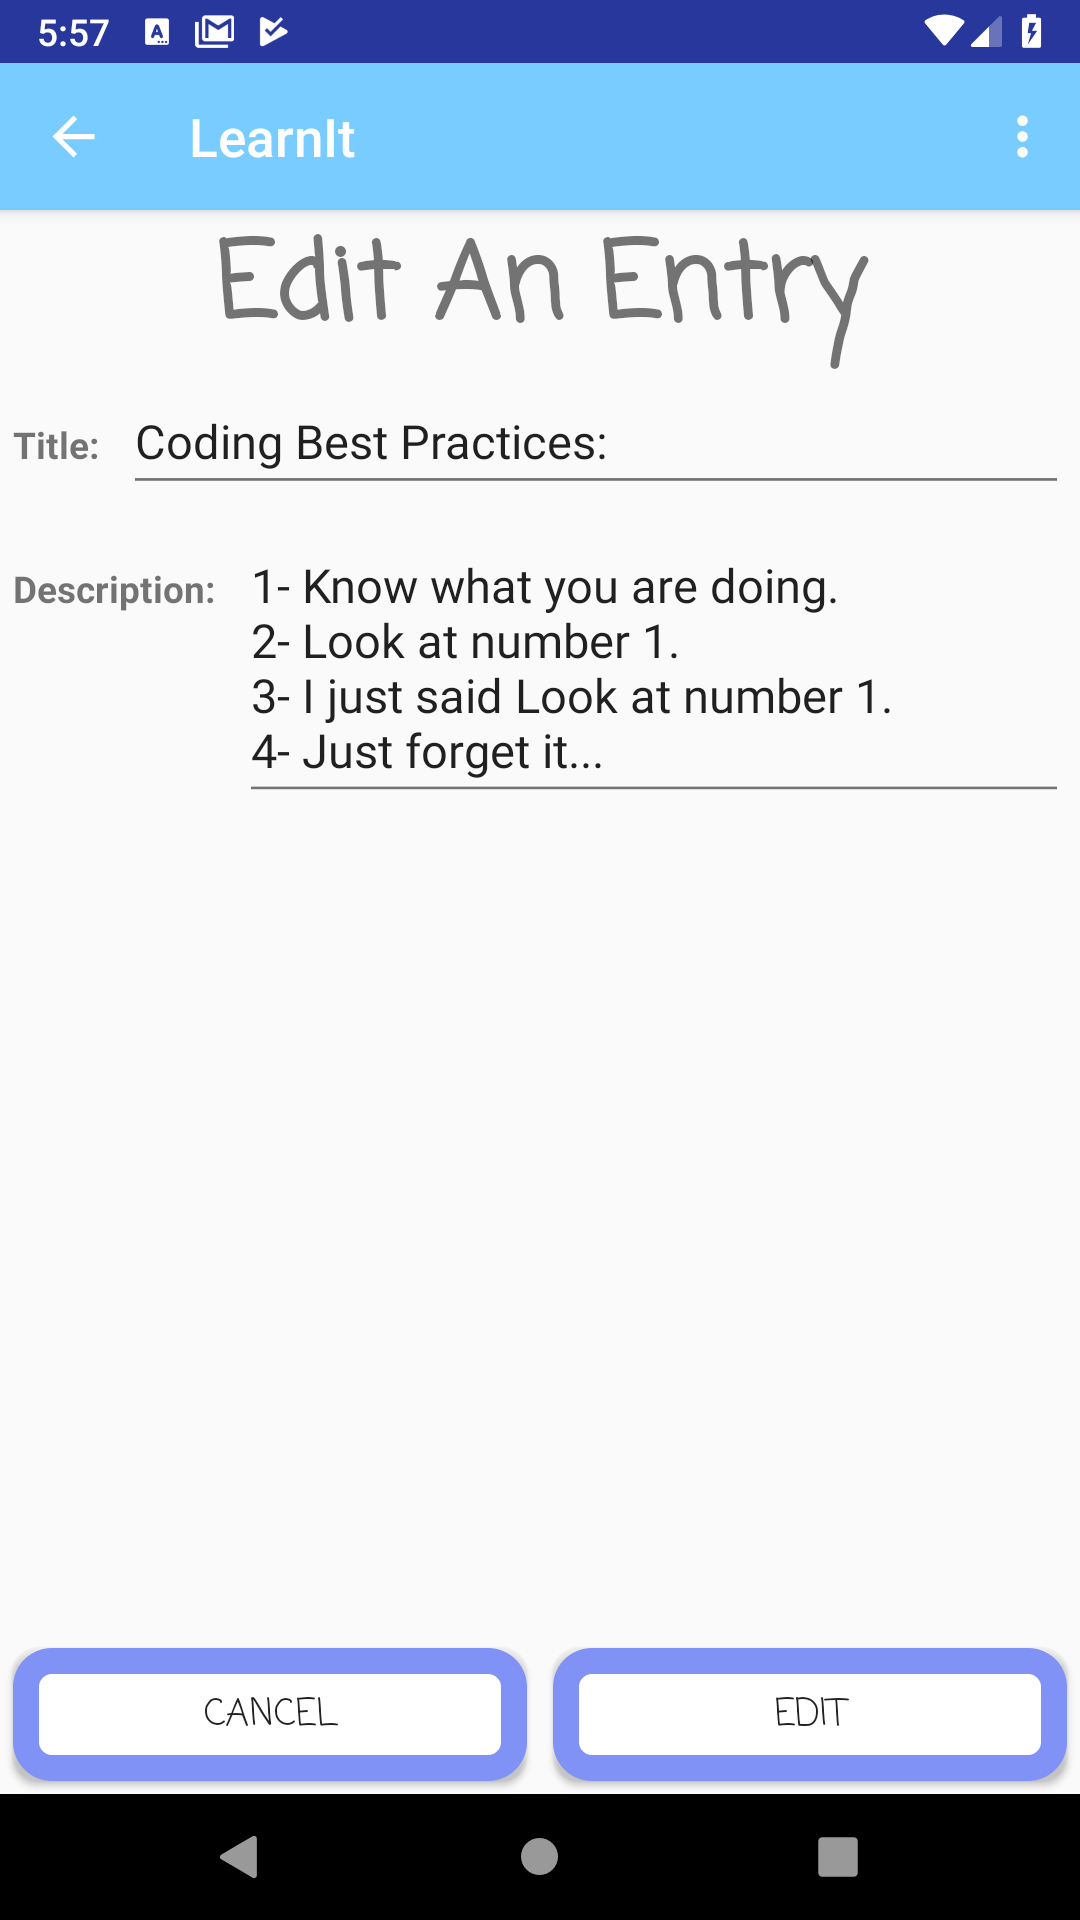 5:57
LearnIt
Edit An Entry
Title: Coding Best Practices:
Description: 1- Know what you are doing.
2- Look at number 1.
3- I just said Look at number 1.
4- Just forget it...
CANCEL EDIT